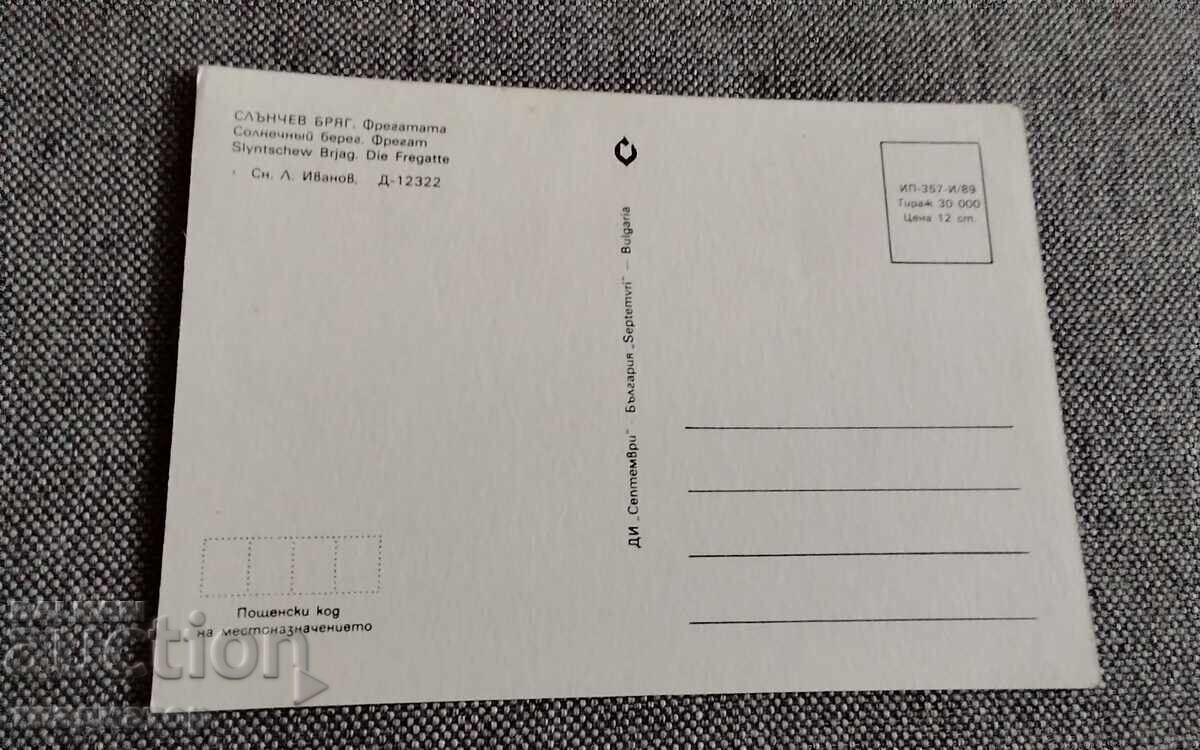 СЛЪНЧЕВ БРЯГ. Фрегатата
Солнечный берег. Фрегат
Slyntschew Brjag. Die Fregatte
Сн. Л. Иванов, Д-12322
ДИ „Септември" - България „Septemvri" - Bulgaria
ИП-357-И/89
Тираж 30 000
Цена 12 ст.
Пощенски код
на местоназначението
auction